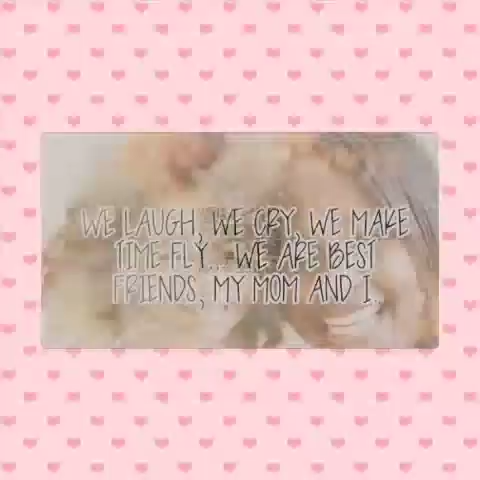 WE LAUGH, WE CRY, WE MAKE
TIME FLY... WE ARE BEST
FRIENDS, MY MOM AND I.